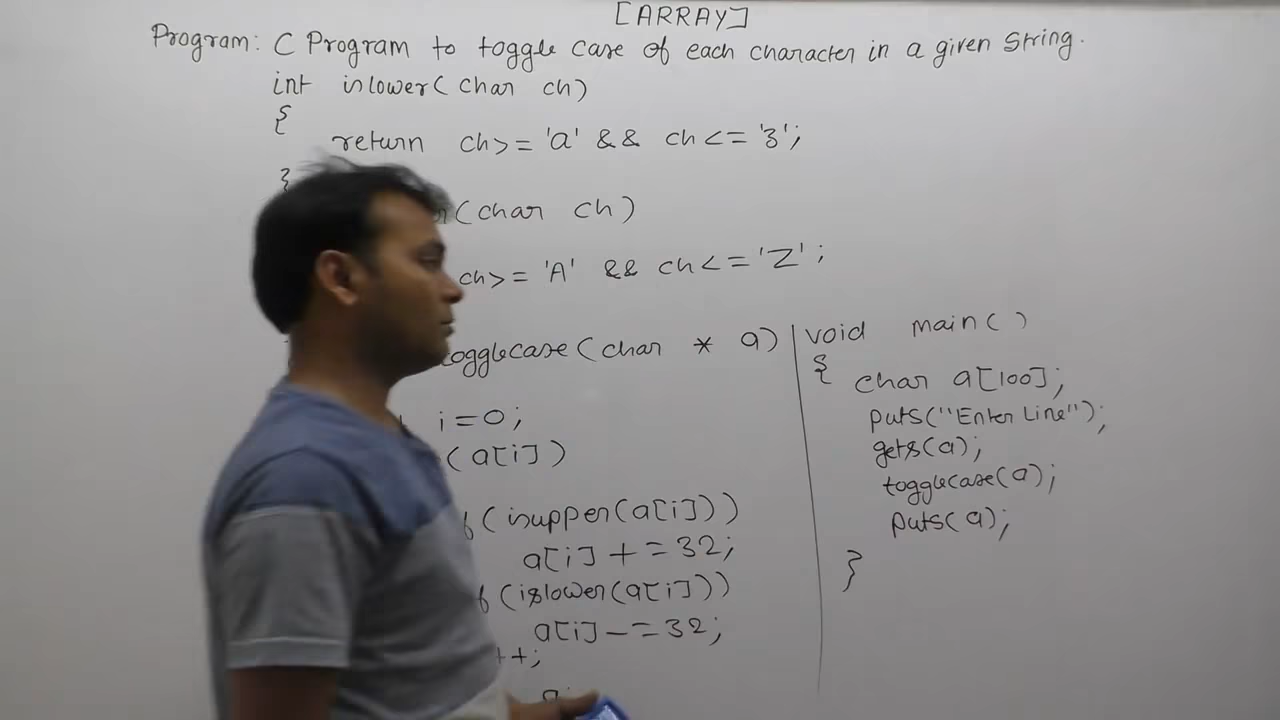 [ARRAY]
Program: C Program to toggle case of each character in a given String.
int islower(char ch)
{
return ch>= 'a' && ch<= 'z';
}
(char ch)
ch>= 'A' && ch<= 'Z';
togglecase(char * a)
i=0;
(a[i])
if(isupper(a[i]))
a[i] += 32;
if(islower(a[i]))
a[i] -= 32;
++;
void main()
{ char a[100];
puts("Enter Line");
gets(a);
togglecase(a);
puts(a);
}